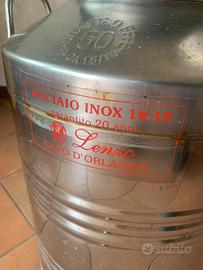 50
ACCIAIO INOX 18/10
garantito 20 anni
Lenzo
CAPO D'ORLANDO
subito